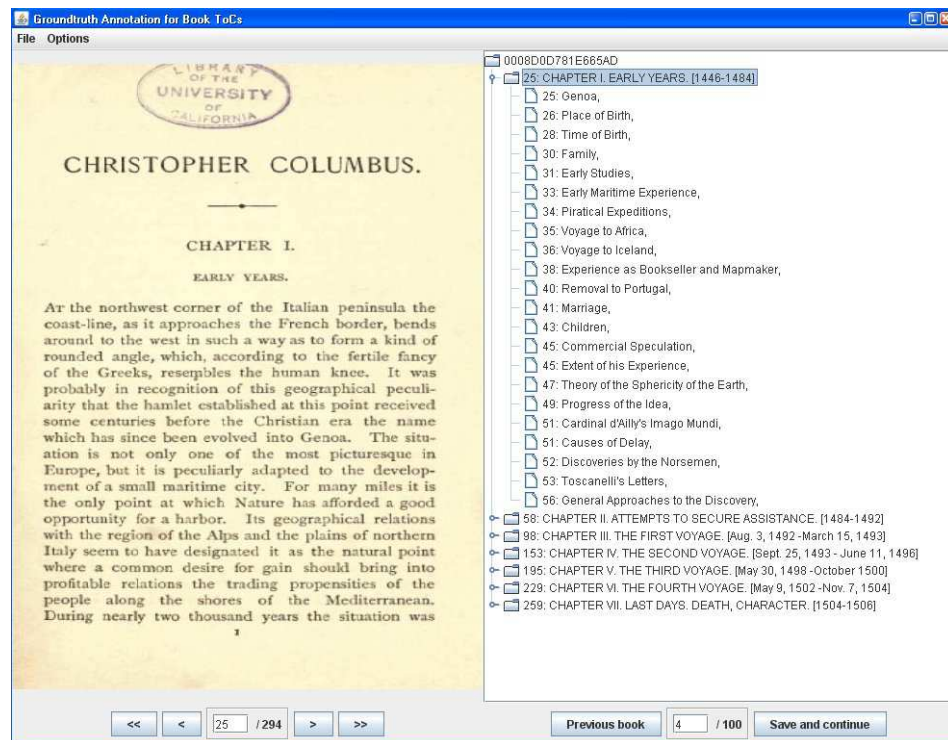 Groundtruth Annotation for Book ToCs
File Options
LIBRARY
OF THE
UNIVERSITY
OF
CALIFORNIA
CHRISTOPHER COLUMBUS.
CHAPTER I.
EARLY YEARS.
AT the northwest corner of the Italian peninsula the
coast-line, as it approaches the French border, bends
around to the west in such a way as to form a kind of
rounded angle, which, according to the fertile fancy
of the Greeks, resembles the human knee. It was
probably in recognition of this geographical peculi-
arity that the hamlet established at this point received
some centuries before the Christian era the name
which has since been evolved into Genoa. The situ-
ation is not only one of the most picturesque in
Europe, but it is peculiarly adapted to the develop-
ment of a small maritime city. For many miles it is
the only point at which Nature has afforded a good
opportunity for a harbor. Its geographical relations
with the region of the Alps and the plains of northern
Italy seem to have designated it as the natural point
where a common desire for gain should bring into
profitable relations the trading propensities of the
people along the shores of the Mediterranean.
During nearly two thousand years the situation was
1
<< < 25 / 294 > >>
0008D0D781E665AD
25: CHAPTER I. EARLY YEARS. [1446-1484]
25: Genoa,
26: Place of Birth,
28: Time of Birth,
30: Family,
31: Early Studies,
33: Early Maritime Experience,
34: Piratical Expeditions,
35: Voyage to Africa,
36: Voyage to Iceland,
38: Experience as Bookseller and Mapmaker,
40: Removal to Portugal,
41: Marriage,
43: Children,
45: Commercial Speculation,
45: Extent of his Experience,
47: Theory of the Sphericity of the Earth,
49: Progress of the Idea,
51: Cardinal d'Ailly's Imago Mundi,
51: Causes of Delay,
52: Discoveries by the Norsemen,
53: Toscanelli's Letters,
56: General Approaches to the Discovery,
58: CHAPTER II. ATTEMPTS TO SECURE ASSISTANCE. [1484-1492]
98: CHAPTER III. THE FIRST VOYAGE. [Aug. 3, 1492 -March 15, 1493]
153: CHAPTER IV. THE SECOND VOYAGE. [Sept. 25, 1493 - June 11, 1496]
195: CHAPTER V. THE THIRD VOYAGE. [May 30, 1498 -October 1500]
229: CHAPTER VI. THE FOURTH VOYAGE. [May 9, 1502 -Nov. 7, 1504]
259: CHAPTER VII. LAST DAYS. DEATH, CHARACTER. [1504-1506]
Previous book 4 / 100 Save and continue